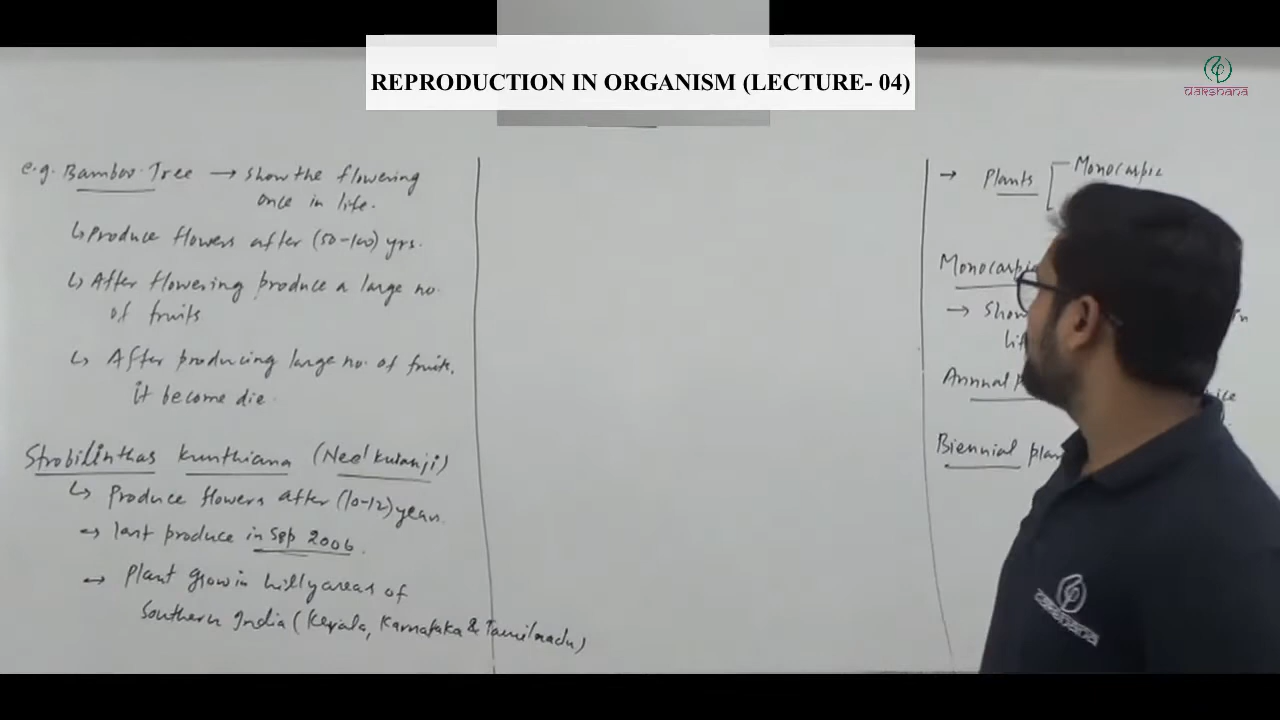 REPRODUCTION IN ORGANISM (LECTURE- 04)
Dakshana
e.g. Bamboo Tree → Show the flowering
once in life.
↳ Produce flowers after (50-100) yrs.
↳ After flowering produce a large no.
of fruits
↳ After producing large no. of fruits,
it become die.
Strobilinthas kunthiana (Neelkuranji)
↳ Produce flowers after (10-12) years.
→ last produce in Sep 2006.
→ Plant grow in hilly areas of
Southern India (Kerala, Karnataka & Tamilnadu)
→ Plants
Monocarpic
Monocarpic
→ Show
in
Annual
Biennial